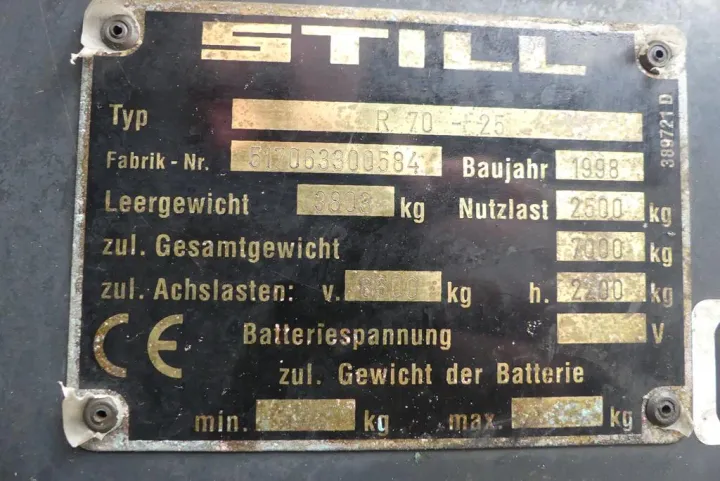 STILL
Typ R 70 - 25
Fabrik - Nr. 517063300584 Baujahr 1998
Leergewicht kg Nutzlast 2500 kg
zul. Gesamtgewicht 7000 kg
zul. Achslasten: v. kg h. 2200 kg
CE Batteriespannung V
zul. Gewicht der Batterie
min. kg max. kg
389721 D